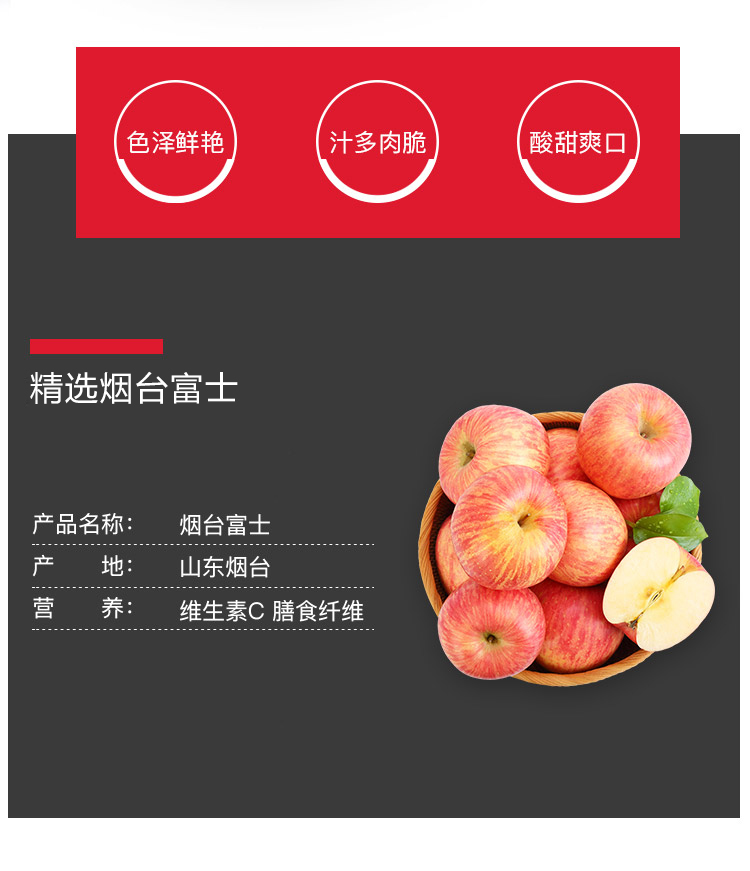 色泽鲜艳 汁多肉脆 酸甜爽口
精选烟台富士
产品名称： 烟台富士
产 地： 山东烟台
营 养： 维生素C 膳食纤维